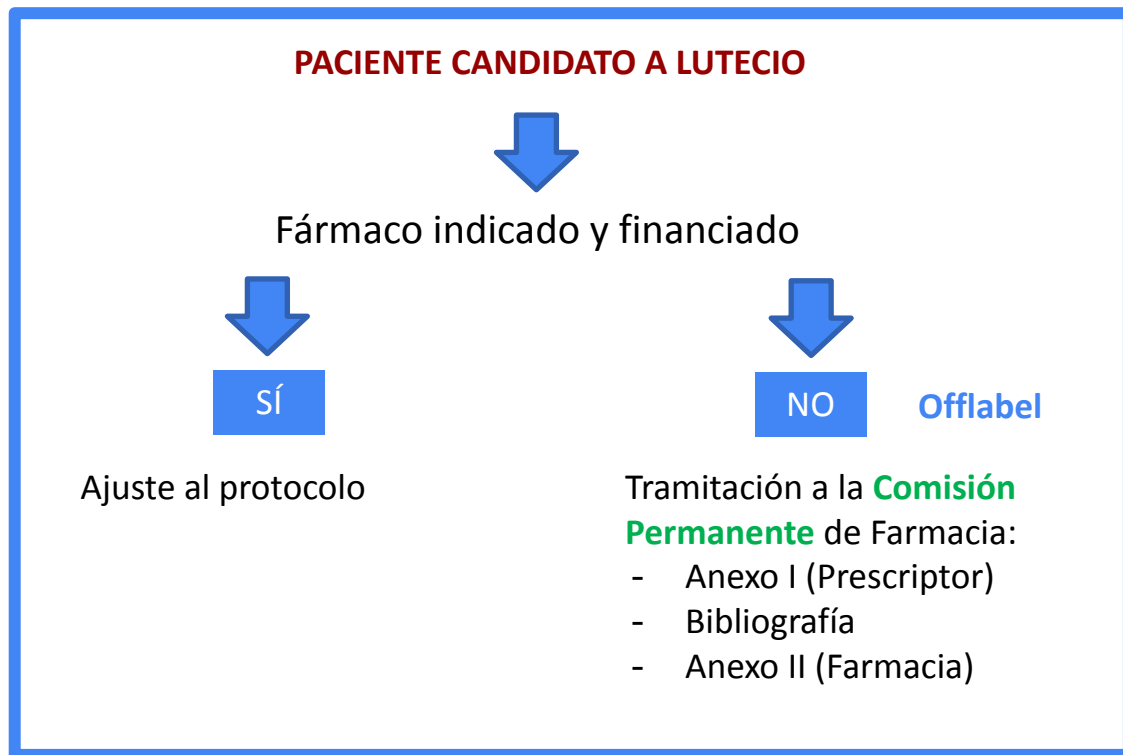 PACIENTE CANDIDATO A LUTECIO
Fármaco indicado y financiado
SÍ
Ajuste al protocolo
NO
Offlabel
Tramitación a la Comisión
Permanente de Farmacia:
- Anexo I (Prescriptor)
- Bibliografía
- Anexo II (Farmacia)